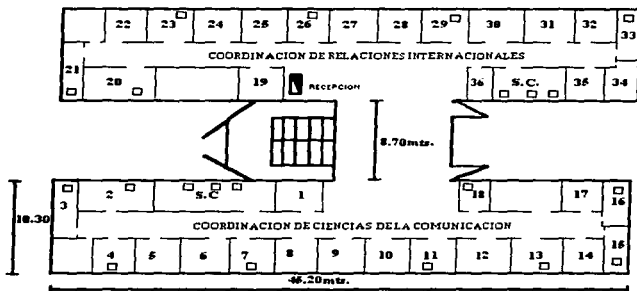 22 23 24 25 26 27 28 29 30 31 32 33
COORDINACION DE RELACIONES INTERNACIONALES
21 20 19 RECEPCION 36 S.C. 35 34
8.70mts.
3 2 S.C 1 18 17 16
10.30
COORDINACION DE CIENCIAS DE LA COMUNICACION
4 5 6 7 8 9 10 11 12 13 14 15
46.20mts.